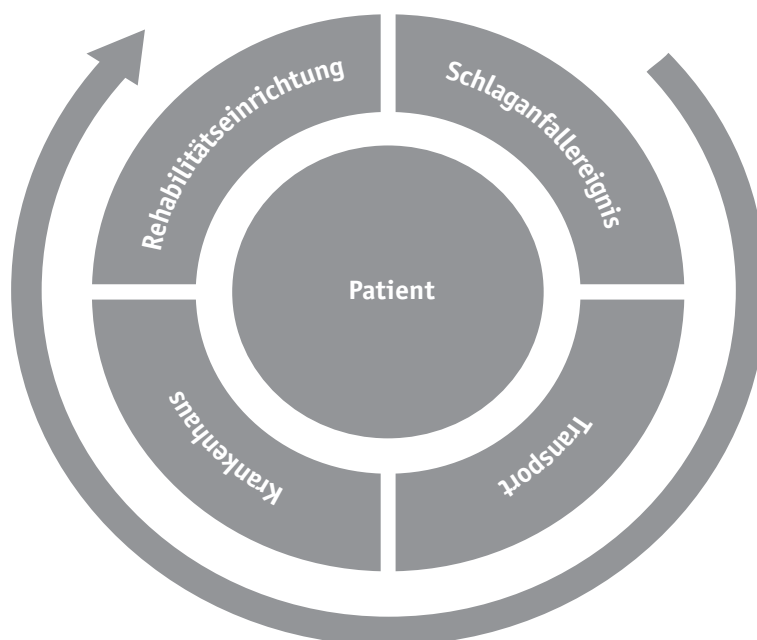 Schlaganfallereignis
Transport
Krankenhaus
Rehabilitätseinrichtung
Patient